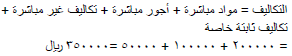 التكاليف = مواد مباشرة + أجور مباشرة + تكاليف غير مباشرة +
تكاليف ثابتة خاصة
= ٢٠٠٠٠٠ + ١٠٠٠٠٠ + ٥٠٠٠٠ =٣٥٠٠٠٠ ريال